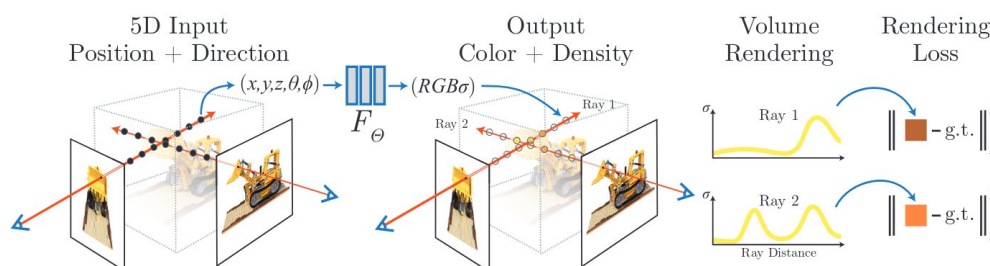 5D Input
Position + Direction
Output
Color + Density
Volume
Rendering
Rendering
Loss
(x,y,z,θ,ϕ)
F_Θ
(RGBσ)
Ray 1
Ray 2
σ
Ray 1
- g.t.
σ
Ray 2
- g.t.
Ray Distance